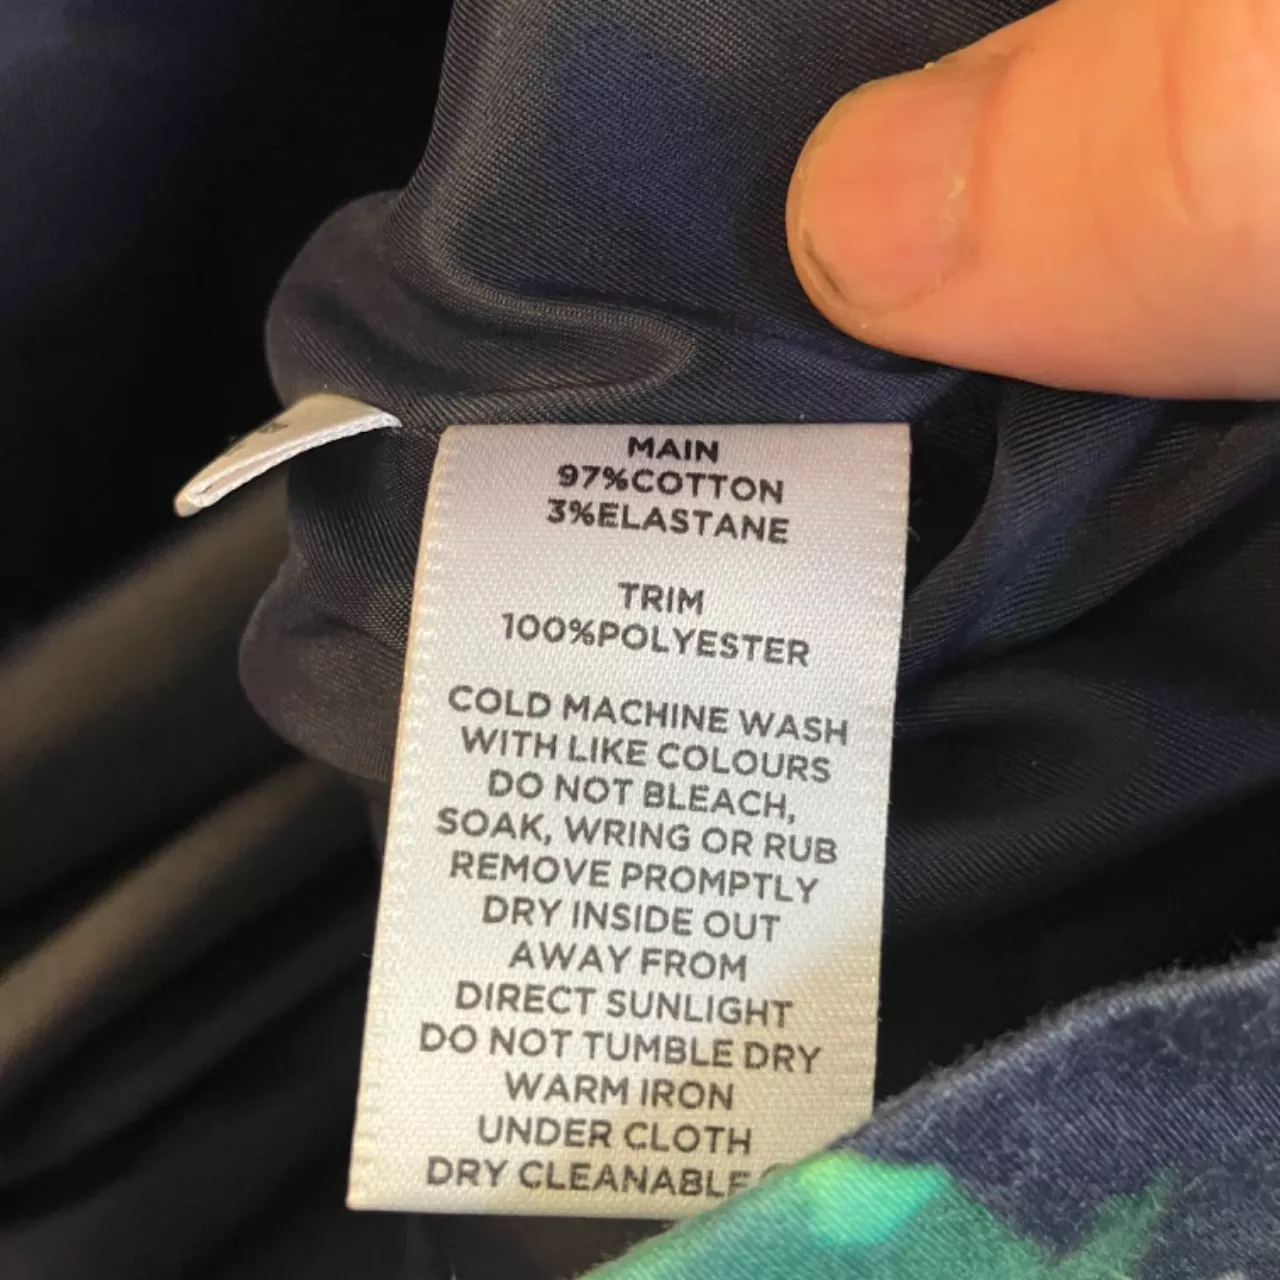 MAIN
97%COTTON
3%ELASTANE
TRIM
100%POLYESTER
COLD MACHINE WASH
WITH LIKE COLOURS
DO NOT BLEACH,
SOAK, WRING OR RUB
REMOVE PROMPTLY
DRY INSIDE OUT
AWAY FROM
DIRECT SUNLIGHT
DO NOT TUMBLE DRY
WARM IRON
UNDER CLOTH
DRY CLEANABLE